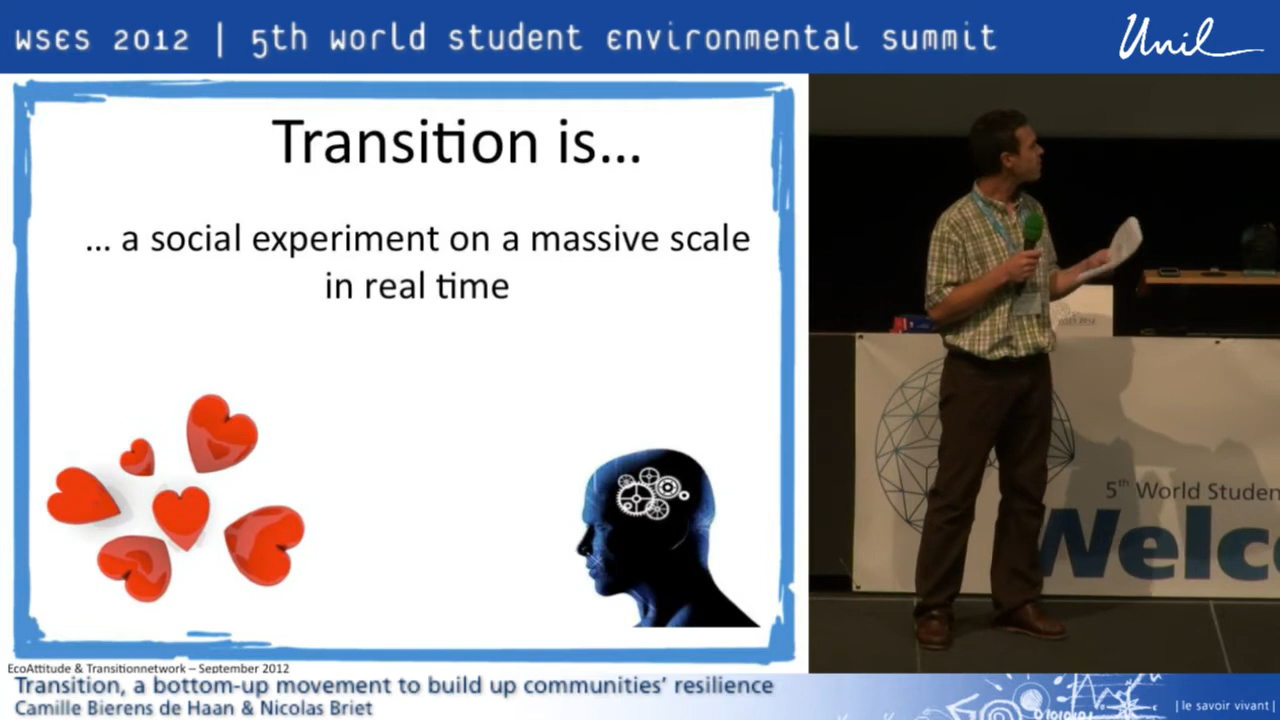 WSES 2012 | 5th world student environmental summit
Unil
Transition is...
... a social experiment on a massive scale
in real time
5th World Studen
Welc
EcoAttitude & Transitionnetwork – September 2012
Transition, a bottom-up movement to build up communities' resilience
Camille Bierens de Haan & Nicolas Briet
| le savoir vivant |